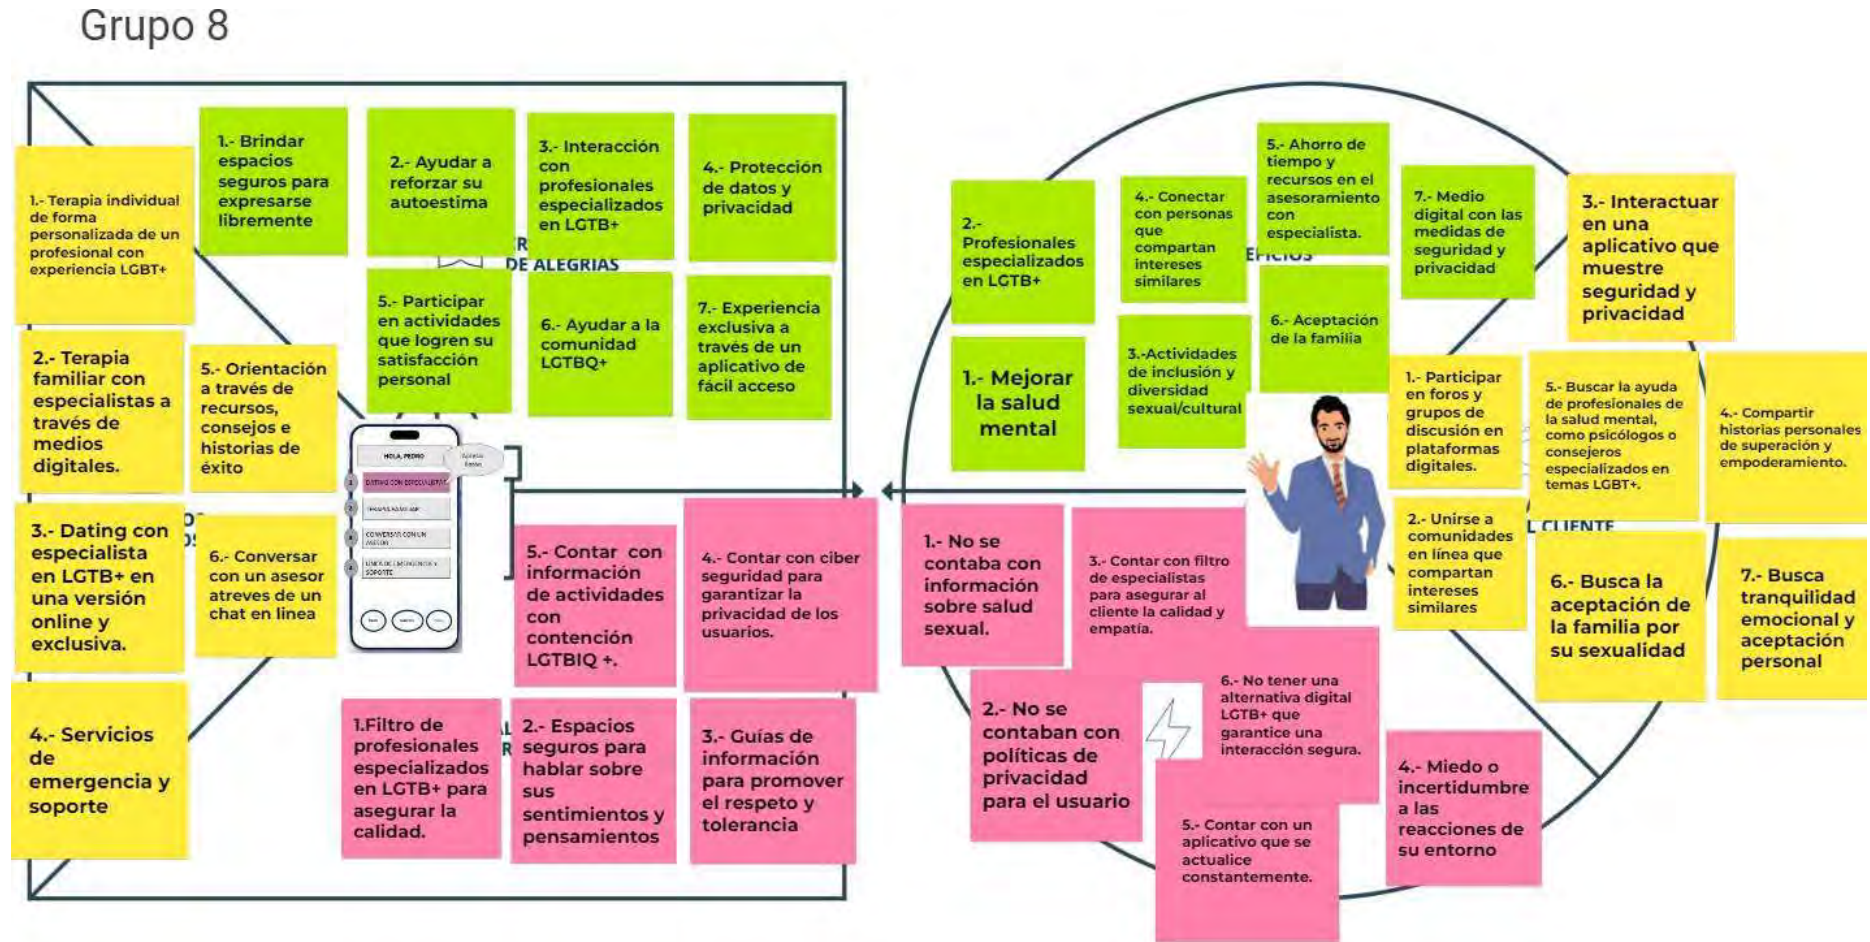 Grupo 8
1.- Terapia individual
de forma
personalizada de un
profesional con
experiencia LGBT+
2.- Terapia
familiar con
especialistas a
través de
medios
digitales.
3.- Dating con
especialista
en LGTB+ en
una versión
online y
exclusiva.
4.- Servicios
de
emergencia y
soporte
5.- Orientación
a través de
recursos,
consejos e
historias de
éxito
6.- Conversar
con un asesor
atreves de un
chat en linea
1.- Brindar
espacios
seguros para
expresarse
libremente
2.- Ayudar a
reforzar su
autoestima
3.- Interacción
con
profesionales
especializados
en LGTB+
4.- Protección
de datos y
privacidad
DE ALEGRIAS
5.- Participar
en actividades
que logren su
satisfacción
personal
6.- Ayudar a la
comunidad
LGTBQ+
7.- Experiencia
exclusiva a
través de un
aplicativo de
fácil acceso
HOLA, PEDRO
DATING CON ESPECIALISTAS
CONVERSAR CON UN
ASESOR
SOPORTE
5.- Contar con
información
de actividades
con
contención
LGTBIQ +.
4.- Contar con ciber
seguridad para
garantizar la
privacidad de los
usuarios.
1.Filtro de
profesionales
especializados
en LGTB+ para
asegurar la
calidad.
2.- Espacios
seguros para
hablar sobre
sus
sentimientos y
pensamientos
3.- Guías de
información
para promover
el respeto y
tolerancia
2.-
Profesionales
especializados
en LGTB+
4.- Conectar
con personas
que
compartan
intereses
similares
5.- Ahorro de
tiempo y
recursos en el
asesoramiento
con
especialista.
7.- Medio
digital con las
medidas de
seguridad y
privacidad
EFICIOS
1.- Mejorar
la salud
mental
3.-Actividades
de inclusión y
diversidad
sexual/cultural
6.- Aceptación
de la familia
3.- Interactuar
en una
aplicativo que
muestre
seguridad y
privacidad
1.- Participar
en foros y
grupos de
discusión en
plataformas
digitales.
5.- Buscar la ayuda
de profesionales de
la salud mental,
como psicólogos o
consejeros
especializados en
temas LGBT+.
4.- Compartir
historias personales
de superación y
empoderamiento.
L CLIENTE
2.- Unirse a
comunidades
en línea que
compartan
intereses
similares
6.- Busca la
aceptación de
la familia por
su sexualidad
7.- Busca
tranquilidad
emocional y
aceptación
personal
1.- No se
contaba con
información
sobre salud
sexual.
3.- Contar con filtro
de especialistas
para asegurar al
cliente la calidad y
empatía.
2.- No se
contaban con
políticas de
privacidad
para el usuario
6.- No tener una
alternativa digital
LGTB+ que
garantice una
interacción segura.
4.- Miedo o
incertidumbre
a las
reacciones de
su entorno
5.- Contar con un
aplicativo que se
actualice
constantemente.